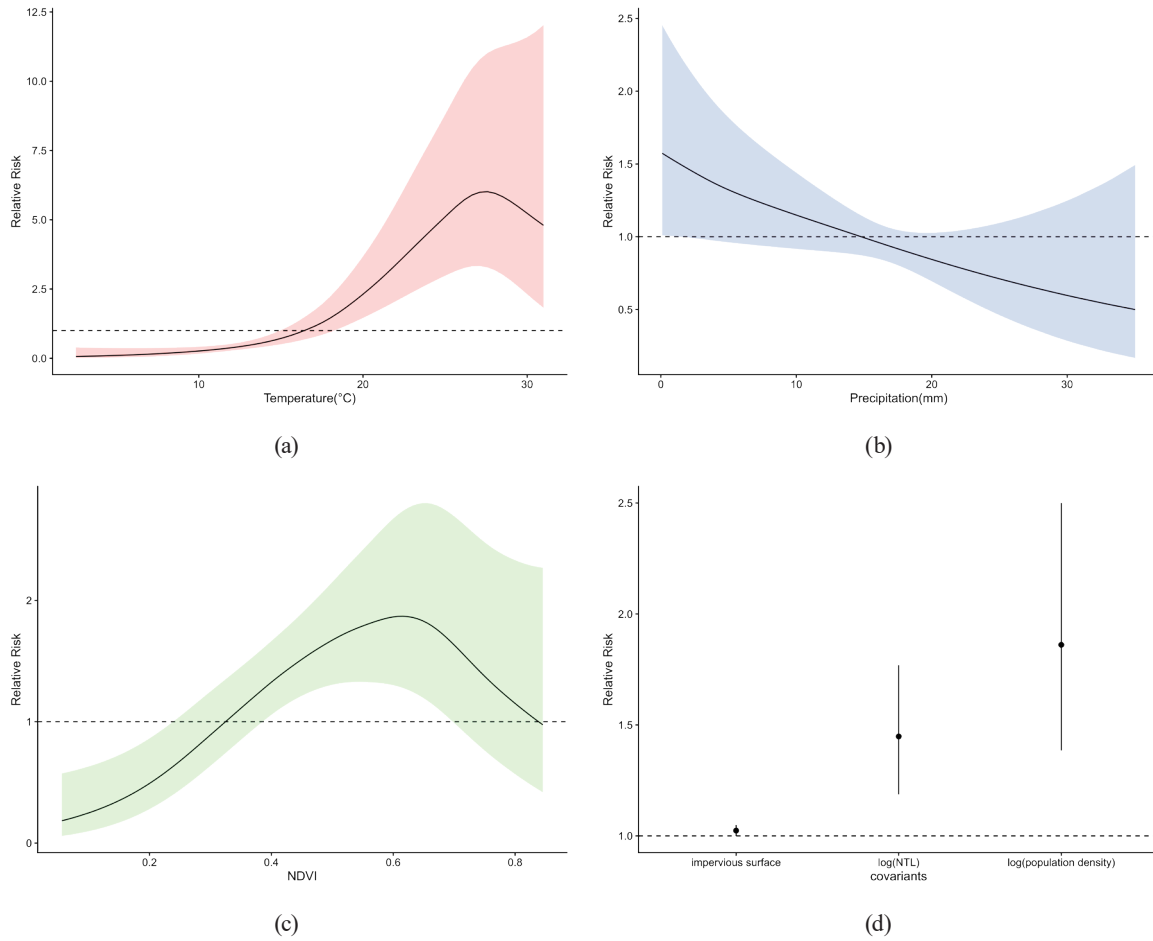 12.5
10.0
7.5
5.0
2.5
0.0
Relative Risk
10 20 30
Temperature(°C)
(a)
2.5
2.0
1.5
1.0
0.5
Relative Risk
0 10 20 30
Precipitation(mm)
(b)
2
1
0
Relative Risk
0.2 0.4 0.6 0.8
NDVI
(c)
2.5
2.0
1.5
1.0
Relative Risk
impervious surface log(NTL) log(population density)
covariants
(d)